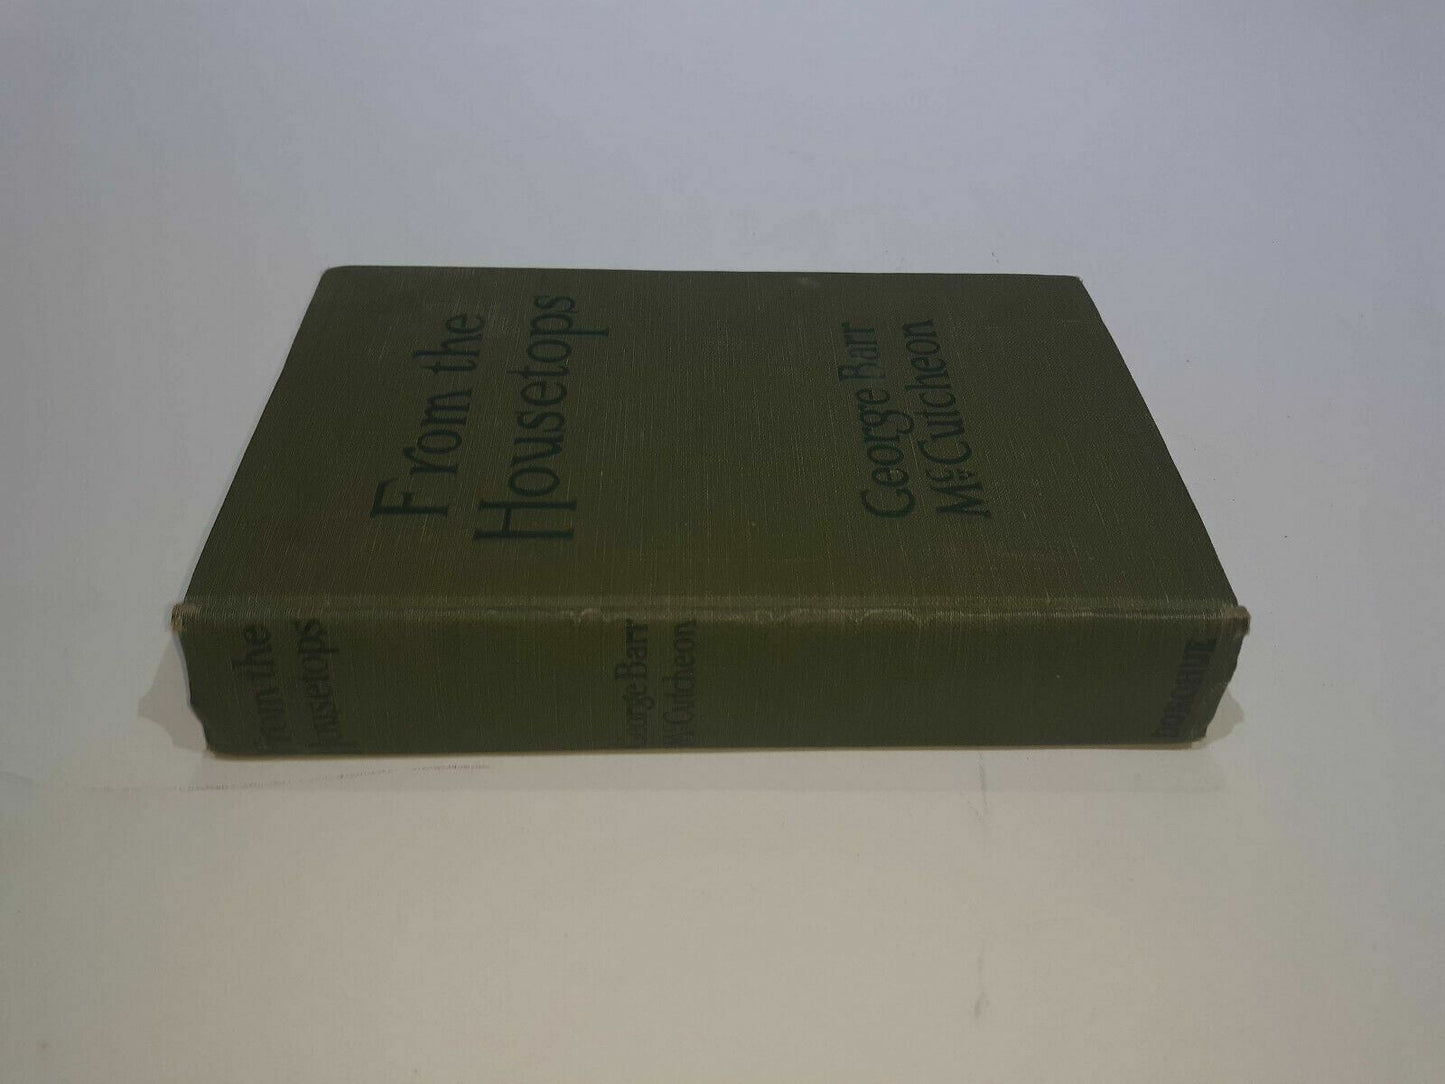 From the
Housetops
George Barr
McCutcheon
From the
Housetops
George Barr
McCutcheon